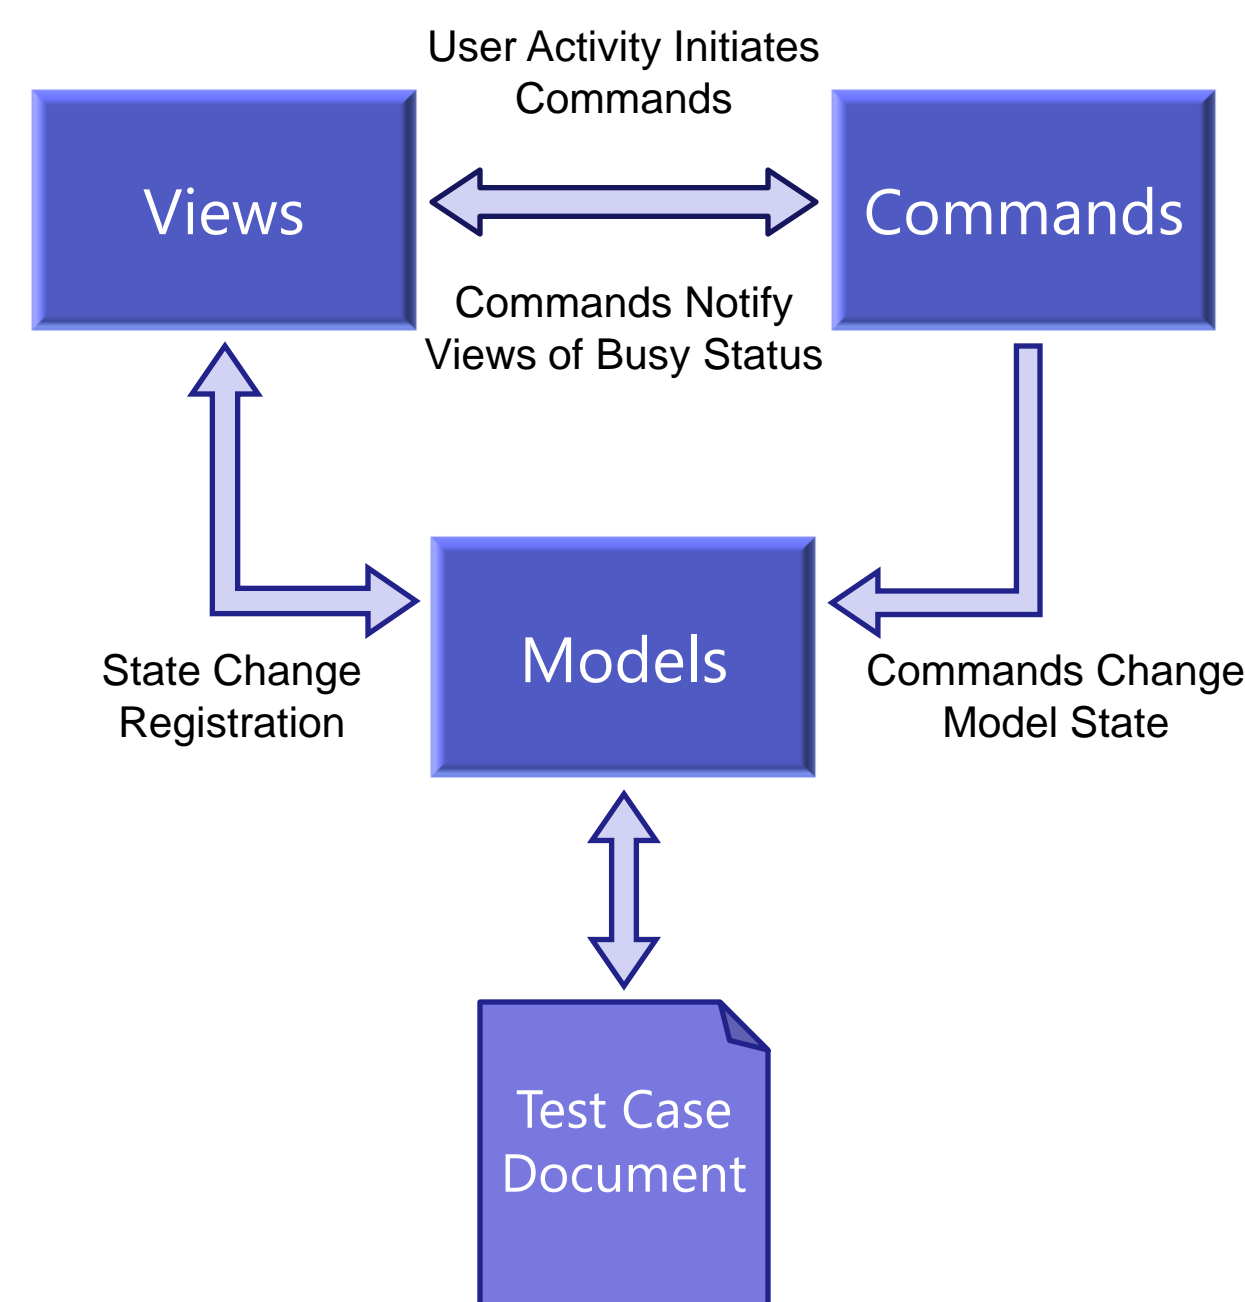 User Activity Initiates
Commands
Views
Commands
Commands Notify
Views of Busy Status
Models
State Change
Registration
Commands Change
Model State
Test Case
Document